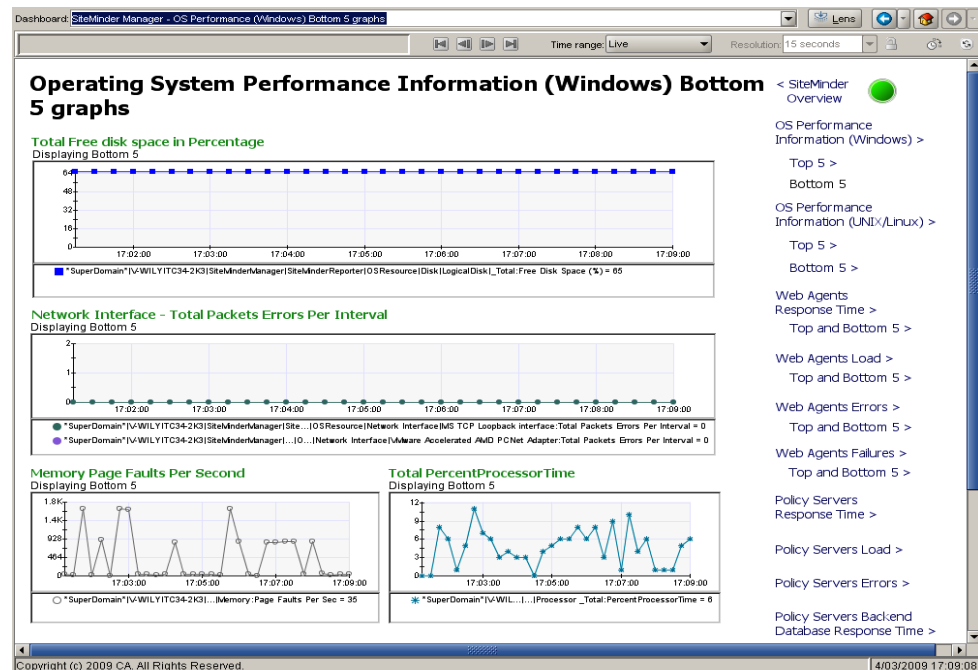 Dashboard: SiteMinder Manager - OS Performance (Windows) Bottom 5 graphs
Lens
Time range: Live
Resolution: 15 seconds
Operating System Performance Information (Windows) Bottom
5 graphs
Total Free disk space in Percentage
Displaying Bottom 5
64
48
32
16
0
17:02:00 17:03:00 17:04:00 17:05:00 17:06:00 17:07:00 17:08:00 17:09:00
*SuperDomain*|V-WILYITC34-2K3|SiteMinderManager|SiteMinderReporter|OSResource|Disk|LogicalDisk|_Total:Free Disk Space (%) = 65
Network Interface - Total Packets Errors Per Interval
Displaying Bottom 5
2
1
0
17:02:00 17:03:00 17:04:00 17:05:00 17:06:00 17:07:00 17:08:00 17:09:00
*SuperDomain*|V-WILYITC34-2K3|SiteMinderManager|Site...|OSResource|Network Interface|MS TCP Loopback interface:Total Packets Errors Per Interval = 0
*SuperDomain*|V-WILYITC34-2K3|SiteMinderManager|...|O...|Network Interface|VMware Accelerated AMD PCNet Adapter:Total Packets Errors Per Interval = 0
Memory Page Faults Per Second
Displaying Bottom 5
1.8K
1.4K
928
464
0
17:03:00 17:05:00 17:07:00 17:09:00
*SuperDomain*|V-WILYITC34-2K3|...|Memory:Page Faults Per Sec = 35
Total PercentProcessorTime
Displaying Bottom 5
12
9
6
3
0
17:03:00 17:05:00 17:07:00 17:09:00
*SuperDomain*|V-WIL...|...|Processor _Total:PercentProcessorTime = 6
< SiteMinder
Overview
OS Performance
Information (Windows) >
Top 5 >
Bottom 5
OS Performance
Information (UNIX/Linux) >
Top 5 >
Bottom 5 >
Web Agents
Response Time >
Top and Bottom 5 >
Web Agents Load >
Top and Bottom 5 >
Web Agents Errors >
Top and Bottom 5 >
Web Agents Failures >
Top and Bottom 5 >
Policy Servers
Response Time >
Policy Servers Load >
Policy Servers Errors >
Policy Servers Backend
Database Response Time >
Copyright (c) 2009 CA. All Rights Reserved.
4/03/2009 17:09:09